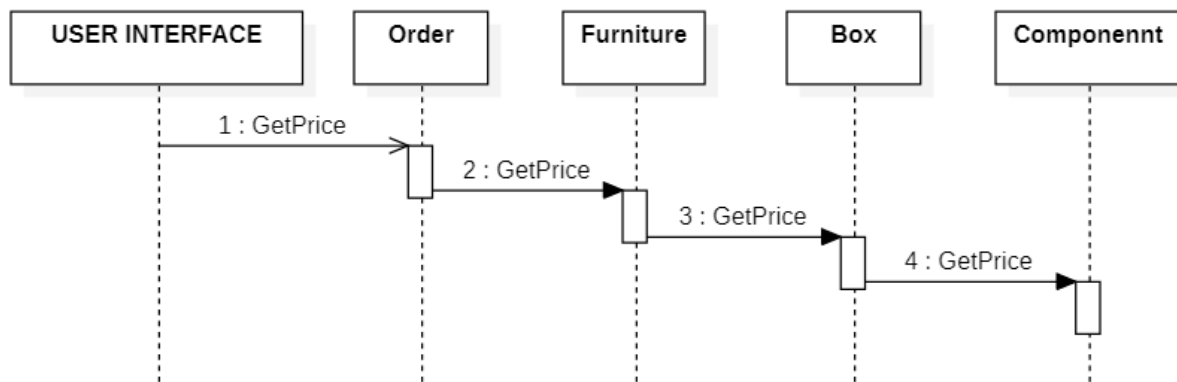 USER INTERFACE
Order
Furniture
Box
Componennt
1 : GetPrice
2 : GetPrice
3 : GetPrice
4 : GetPrice